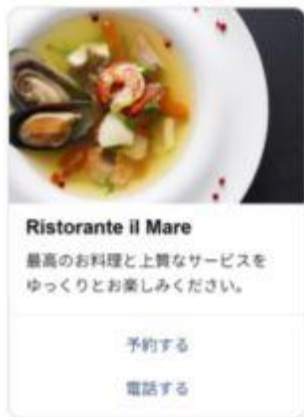 Ristorante il Mare
最高のお料理と上質なサービスを
ゆっくりとお楽しみください。
予約する
電話する